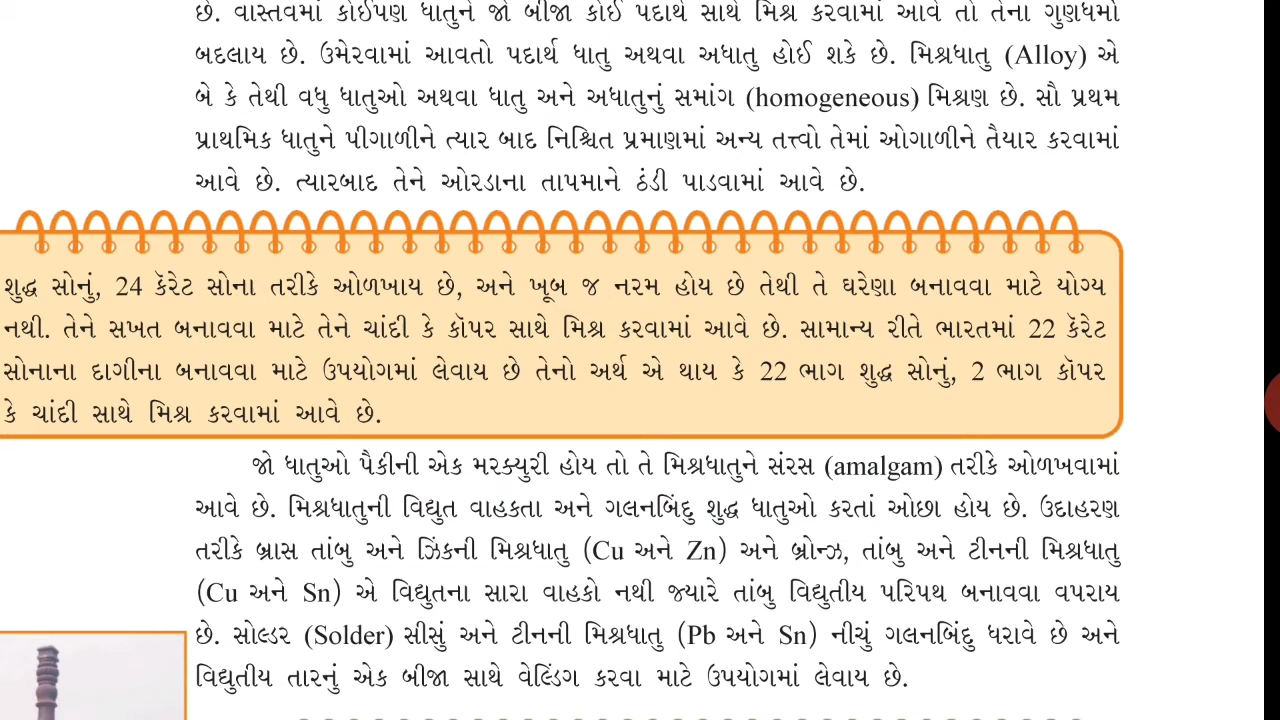 છે. વાસ્તવમાં કોઈપણ ધાતુને જો બીજા કોઈ પદાર્થ સાથે મિશ્ર કરવામાં આવે તો તેના ગુણધર્મો
બદલાય છે. ઉમેરવામાં આવતો પદાર્થ ધાતુ અથવા અધાતુ હોઈ શકે છે. મિશ્રધાતુ (Alloy) એ
બે કે તેથી વધુ ધાતુઓ અથવા ધાતુ અને અધાતુનું સમાંગ (homogeneous) મિશ્રણ છે. સૌ પ્રથમ
પ્રાથમિક ધાતુને પીગાળીને ત્યાર બાદ નિશ્ચિત પ્રમાણમાં અન્ય તત્ત્વો તેમાં ઓગાળીને તૈયાર કરવામાં
આવે છે. ત્યારબાદ તેને ઓરડાના તાપમાને ઠંડી પાડવામાં આવે છે.
શુદ્ધ સોનું, 24 કૅરેટ સોના તરીકે ઓળખાય છે, અને ખૂબ જ નરમ હોય છે તેથી તે ઘરેણા બનાવવા માટે યોગ્ય
નથી. તેને સખત બનાવવા માટે તેને ચાંદી કે કૉપર સાથે મિશ્ર કરવામાં આવે છે. સામાન્ય રીતે ભારતમાં 22 કૅરેટ
સોનાના દાગીના બનાવવા માટે ઉપયોગમાં લેવાય છે તેનો અર્થ એ થાય કે 22 ભાગ શુદ્ધ સોનું, 2 ભાગ કૉપર
કે ચાંદી સાથે મિશ્ર કરવામાં આવે છે.
જો ધાતુઓ પૈકીની એક મરક્યુરી હોય તો તે મિશ્રધાતુને સંરસ (amalgam) તરીકે ઓળખવામાં
આવે છે. મિશ્રધાતુની વિદ્યુત વાહકતા અને ગલનબિંદુ શુદ્ધ ધાતુઓ કરતાં ઓછા હોય છે. ઉદાહરણ
તરીકે બ્રાસ તાંબુ અને ઝિંકની મિશ્રધાતુ (Cu અને Zn) અને બ્રોન્ઝ, તાંબુ અને ટીનની મિશ્રધાતુ
(Cu અને Sn) એ વિદ્યુતના સારા વાહકો નથી જ્યારે તાંબુ વિદ્યુતીય પરિપથ બનાવવા વપરાય
છે. સોલ્ડર (Solder) સીસું અને ટીનની મિશ્રધાતુ (Pb અને Sn) નીચું ગલનબિંદુ ધરાવે છે અને
વિદ્યુતીય તારનું એક બીજા સાથે વેલ્ડિંગ કરવા માટે ઉપયોગમાં લેવાય છે.